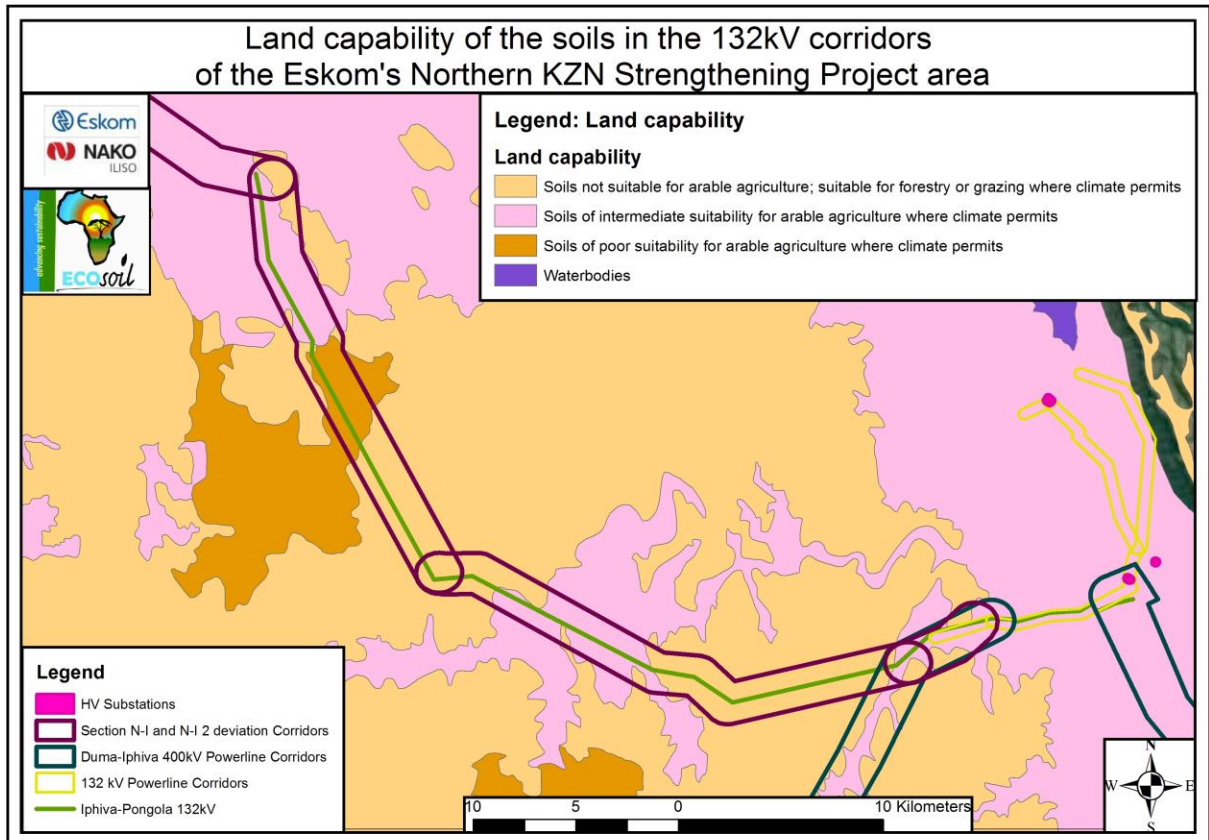 Land capability of the soils in the 132kV corridors
of the Eskom's Northern KZN Strengthening Project area
Eskom
NAKO
ILISO
advancing sustainability
ECOsoil
Legend: Land capability
Land capability
Soils not suitable for arable agriculture; suitable for forestry or grazing where climate permits
Soils of intermediate suitability for arable agriculture where climate permits
Soils of poor suitability for arable agriculture where climate permits
Waterbodies
Legend
HV Substations
Section N-I and N-I 2 deviation Corridors
Duma-Iphiva 400kV Powerline Corridors
132 kV Powerline Corridors
Iphiva-Pongola 132kV
10 5 0 10 Kilometers
N
W E
S